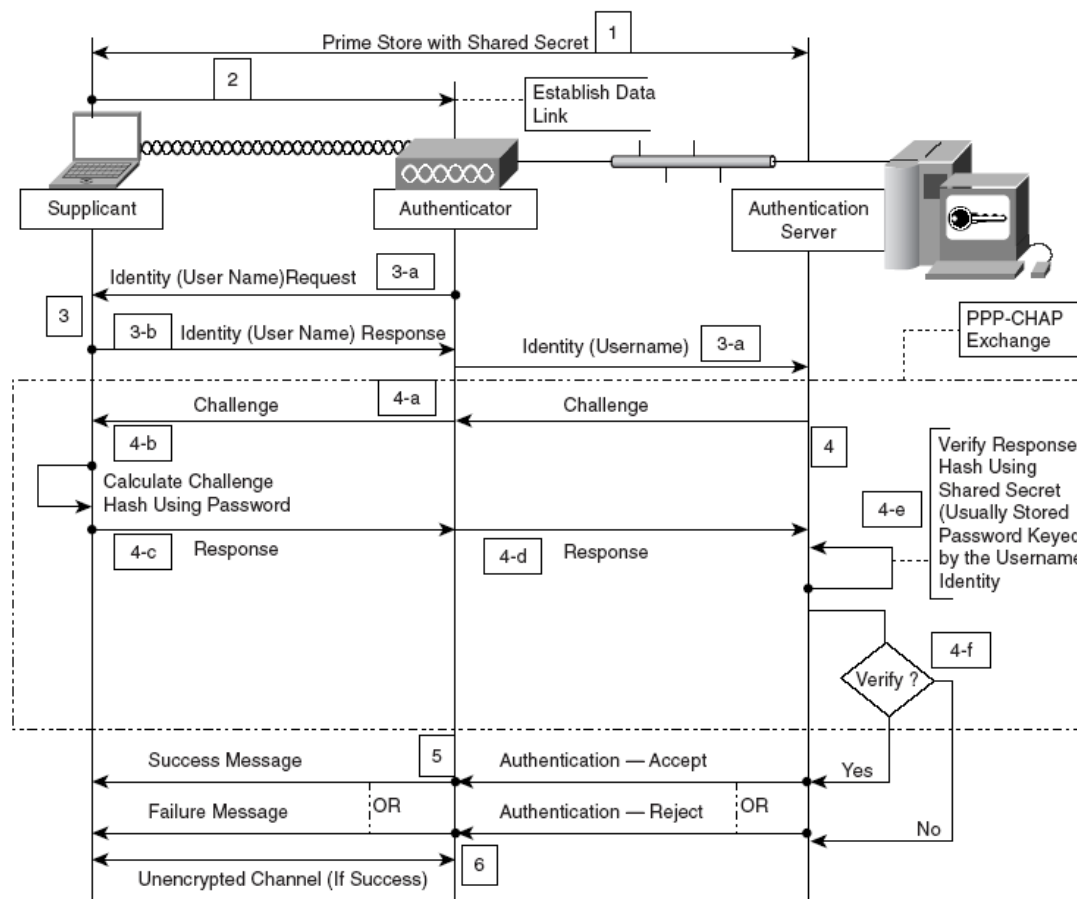 1
Prime Store with Shared Secret
2
Establish Data
Link
Supplicant
Authenticator
Authentication
Server
3-a
Identity (User Name)Request
3
3-b
Identity (User Name) Response
Identity (Username)
3-a
PPP-CHAP
Exchange
4-a
Challenge
Challenge
4-b
4
Calculate Challenge
Hash Using Password
Verify Response
Hash Using
Shared Secret
(Usually Stored
Password Keyed
by the Username
Identity
4-e
4-c
Response
4-d
Response
4-f
Verify ?
5
Success Message
Authentication — Accept
Yes
OR
OR
Failure Message
Authentication — Reject
No
6
Unencrypted Channel (If Success)